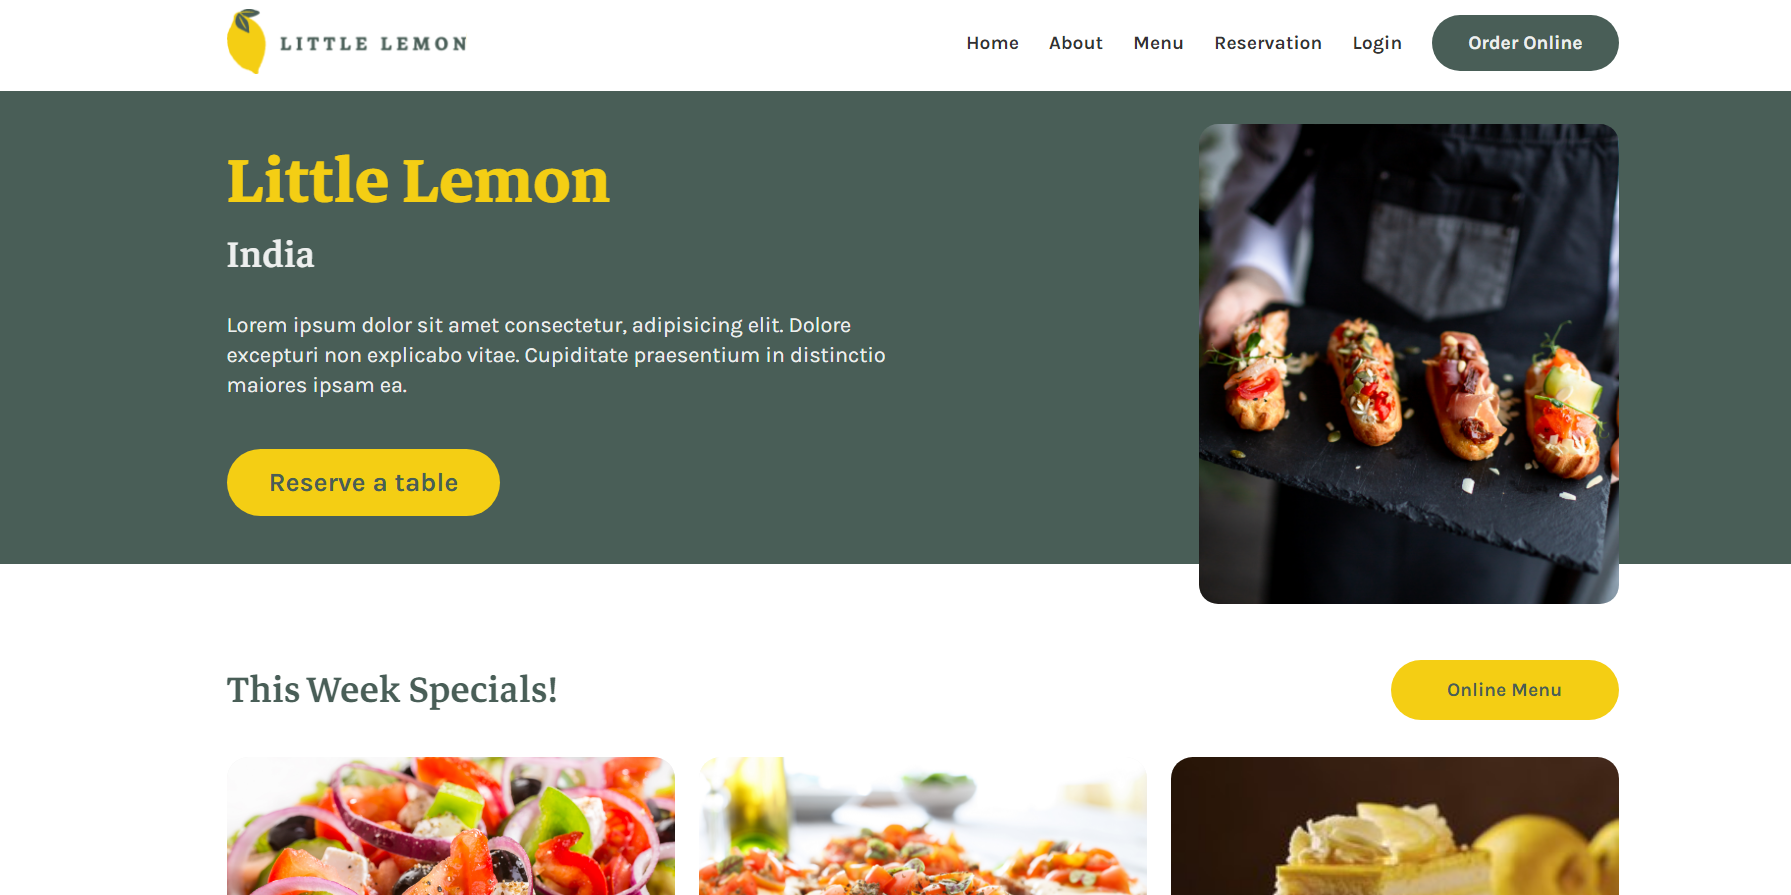 LITTLE LEMON
Home About Menu Reservation Login Order Online
Little Lemon
India
Lorem ipsum dolor sit amet consectetur, adipisicing elit. Dolore
excepturi non explicabo vitae. Cupiditate praesentium in distinctio
maiores ipsam ea.
Reserve a table
This Week Specials!
Online Menu